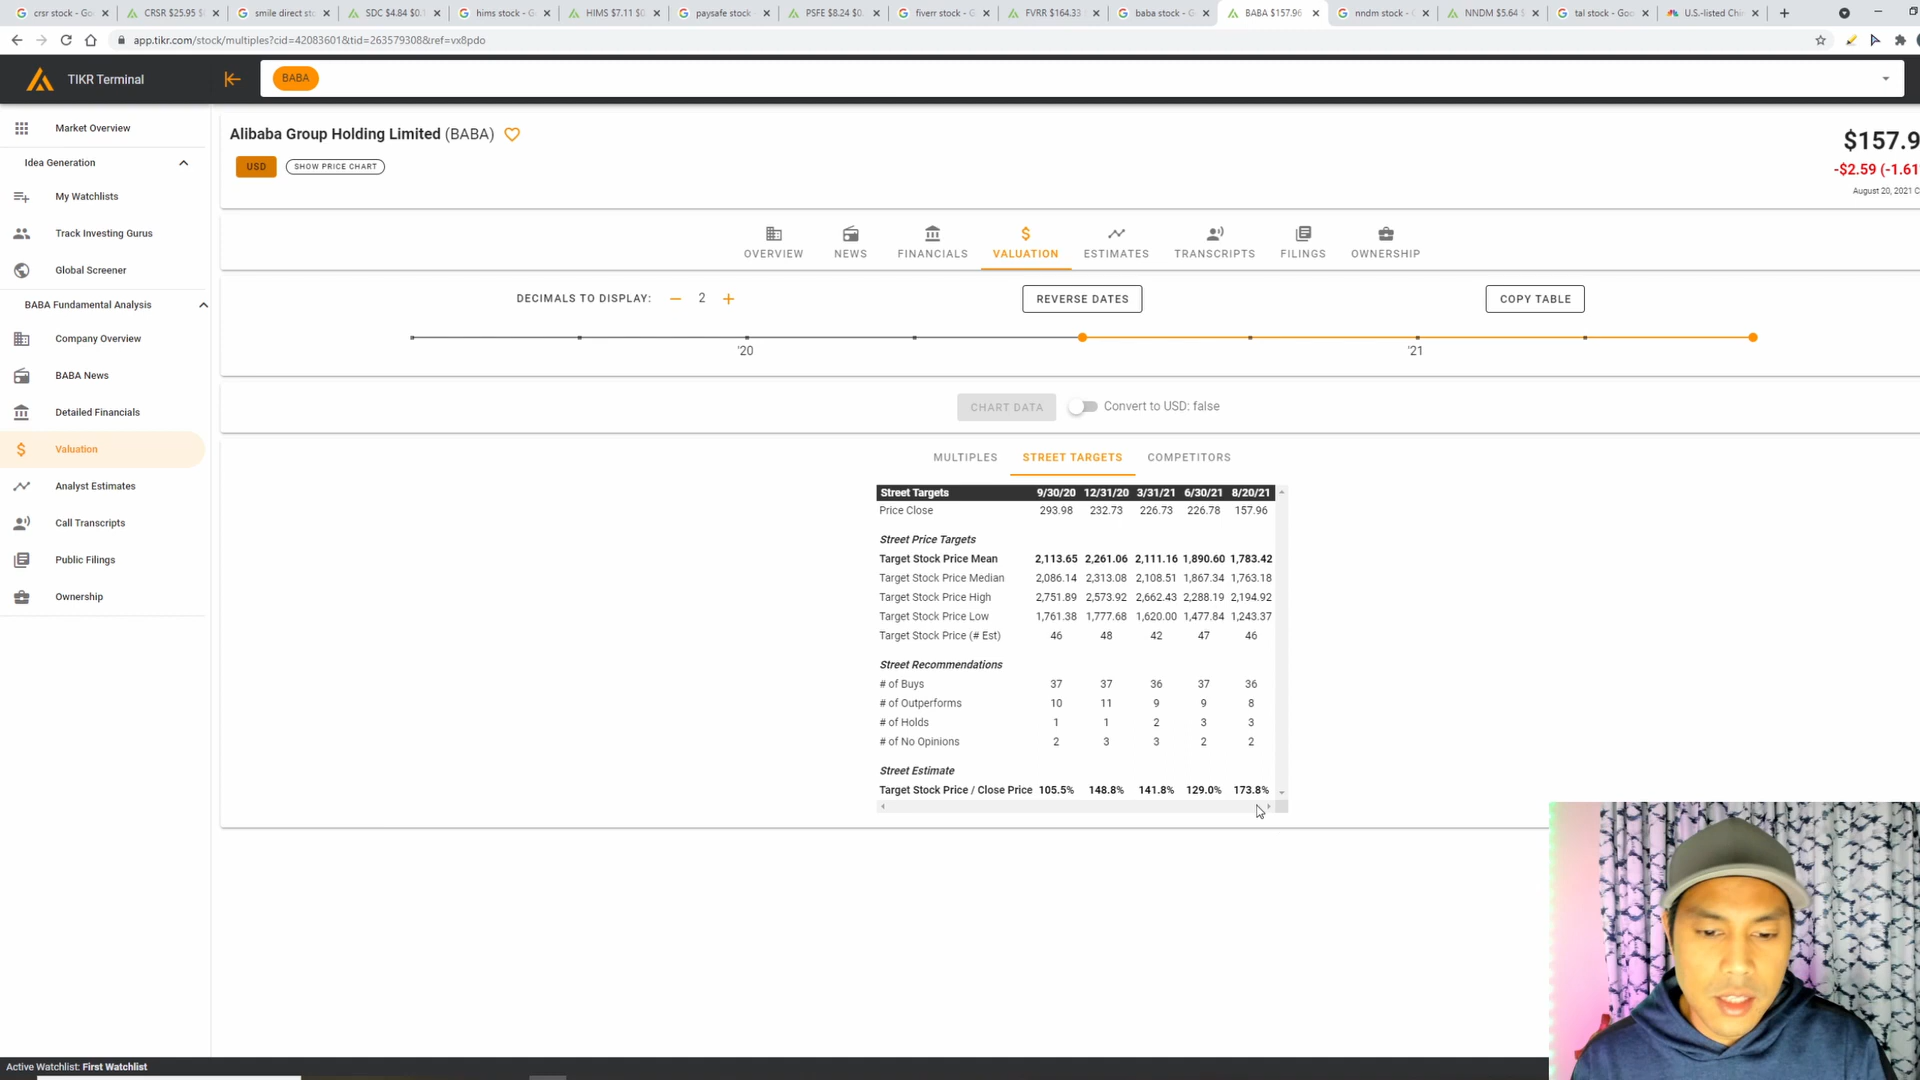 crsr stock - Go
CRSR $25.95
smile direct st
SDC $4.84 $0.
hims stock - G
HIMS $7.11 $0
paysafe stock
PSFE $8.24 $0.
fiverr stock - G
FVRR $164.33
baba stock - G
BABA $157.96
nndm stock -
NNDM $5.64
tal stock - Goo
U.S.-listed Chi
app.tikr.com/stock/multiples?cid=42083601&tid=263579308&ref=vx8pdo
TIKR Terminal
BABA
Market Overview
Idea Generation
My Watchlists
Track Investing Gurus
Global Screener
BABA Fundamental Analysis
Company Overview
BABA News
Detailed Financials
Valuation
Analyst Estimates
Call Transcripts
Public Filings
Ownership
Alibaba Group Holding Limited (BABA)
USD
SHOW PRICE CHART
$157.9
-$2.59 (-1.61
August 20, 2021 C
OVERVIEW NEWS FINANCIALS VALUATION ESTIMATES TRANSCRIPTS FILINGS OWNERSHIP
DECIMALS TO DISPLAY: 2
REVERSE DATES
COPY TABLE
'20
'21
CHART DATA
Convert to USD: false
MULTIPLES STREET TARGETS COMPETITORS
Street Targets 9/30/20 12/31/20 3/31/21 6/30/21 8/20/21
Price Close 293.98 232.73 226.73 226.78 157.96
Street Price Targets
Target Stock Price Mean 2,113.65 2,261.06 2,111.16 1,890.60 1,783.42
Target Stock Price Median 2,086.14 2,313.08 2,108.51 1,867.34 1,763.18
Target Stock Price High 2,751.89 2,573.92 2,662.43 2,288.19 2,194.92
Target Stock Price Low 1,761.38 1,777.68 1,620.00 1,477.84 1,243.37
Target Stock Price (# Est) 46 48 42 47 46
Street Recommendations
# of Buys 37 37 36 37 36
# of Outperforms 10 11 9 9 8
# of Holds 1 1 2 3 3
# of No Opinions 2 3 3 2 2
Street Estimate
Target Stock Price / Close Price 105.5% 148.8% 141.8% 129.0% 173.8%
Active Watchlist: First Watchlist